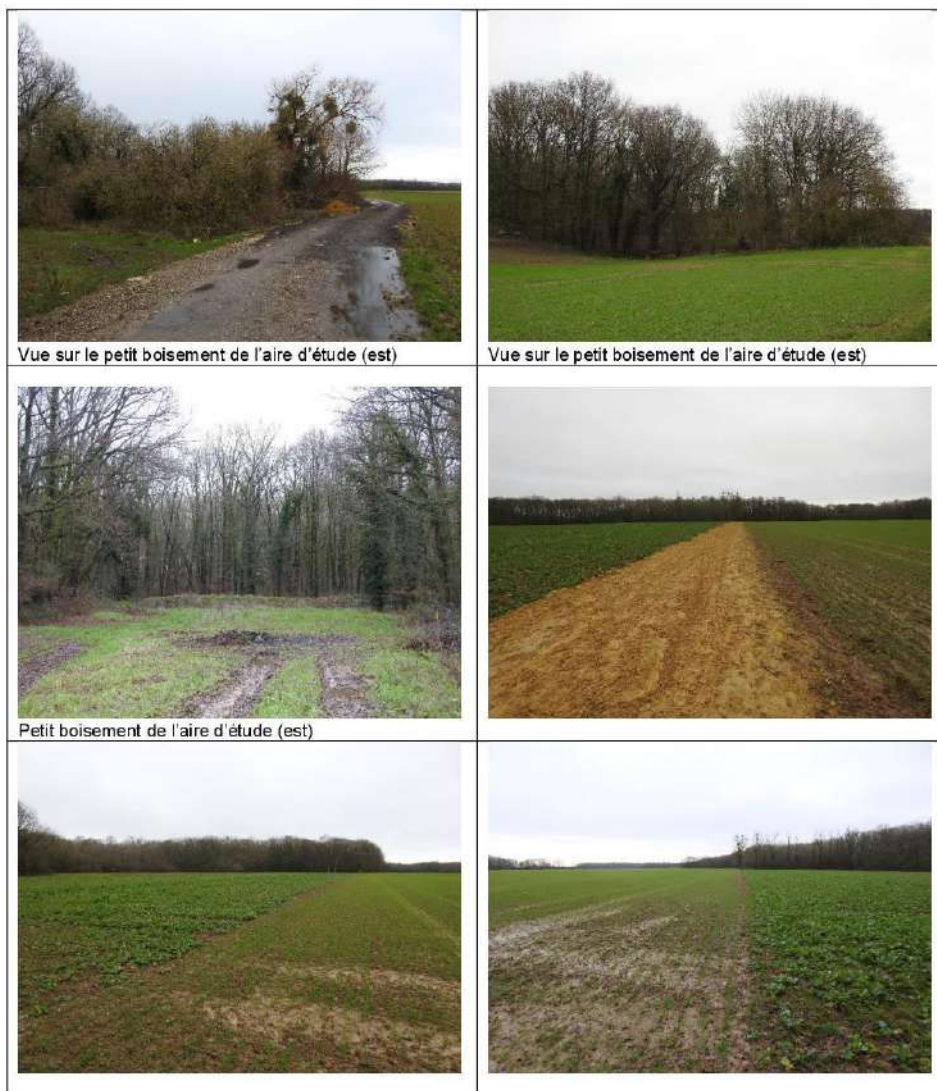 Vue sur le petit boisement de l'aire d'étude (est)
Vue sur le petit boisement de l'aire d'étude (est)
Petit boisement de l'aire d'étude (est)